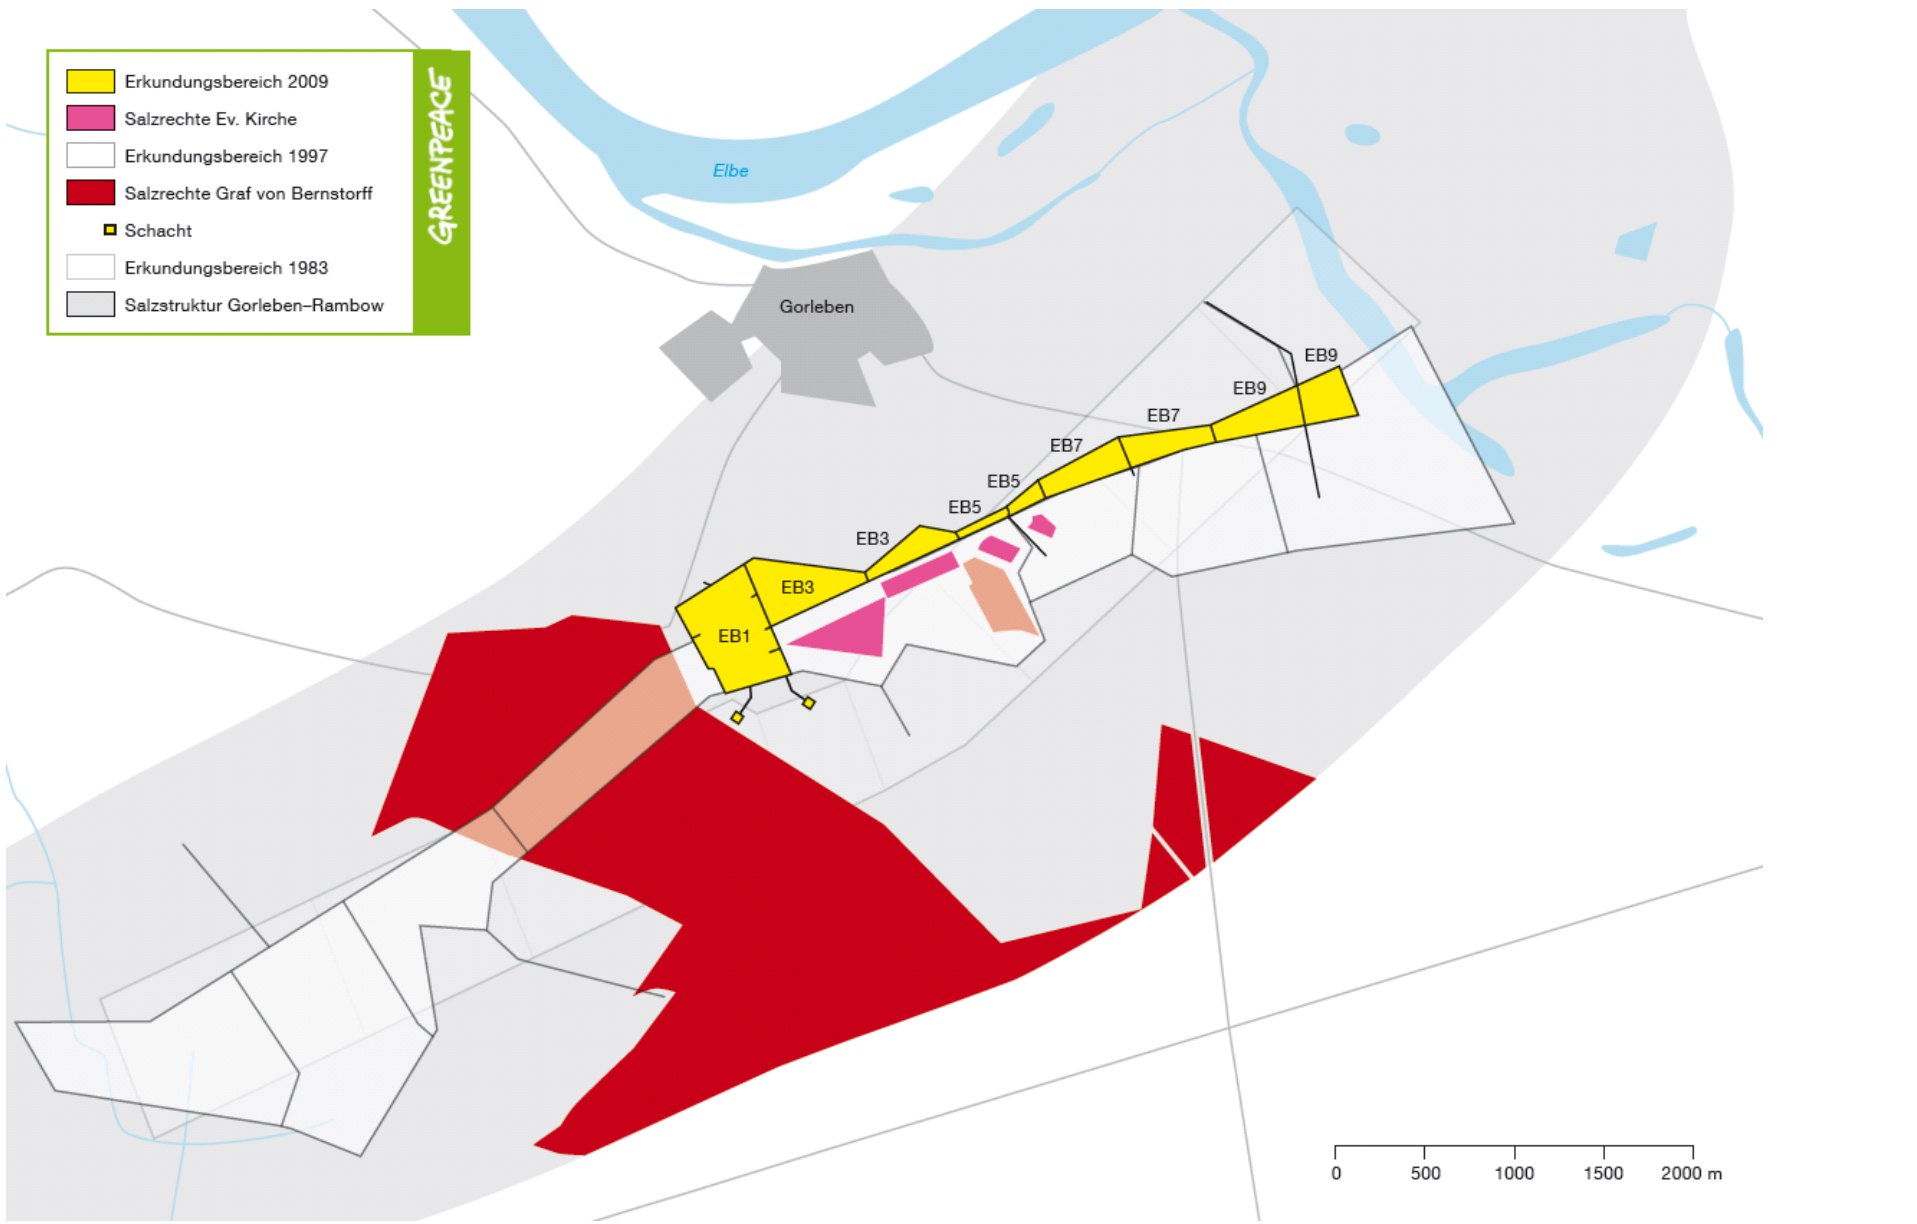 Erkundungsbereich 2009
Salzrechte Ev. Kirche
Erkundungsbereich 1997
Salzrechte Graf von Bernstorff
Schacht
Erkundungsbereich 1983
Salzstruktur Gorleben–Rambow
GREENPEACE
Elbe
Gorleben
EB9
EB9
EB7
EB7
EB5
EB5
EB3
EB3
EB1
0 500 1000 1500 2000 m